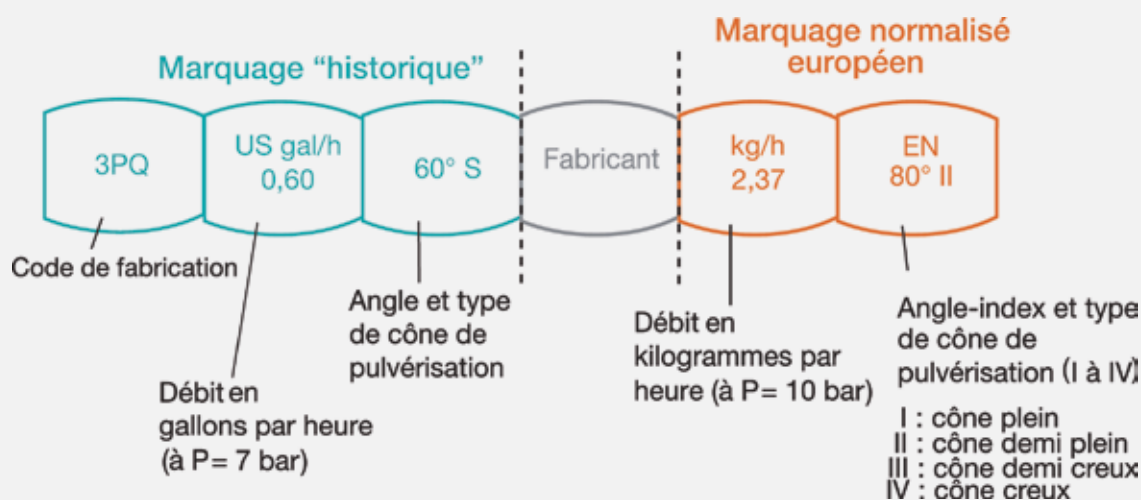 Marquage “historique”
Marquage normalisé
européen
3PQ
US gal/h
0,60
60° S
Fabricant
kg/h
2,37
EN
80° II
Code de fabrication
Débit en
gallons par heure
(à P= 7 bar)
Angle et type
de cône de
pulvérisation
Débit en
kilogrammes par
heure (à P= 10 bar)
Angle-index et type
de cône de
pulvérisation (I à IV)
I : cône plein
II : cône demi plein
III : cône demi creux
IV : cône creux